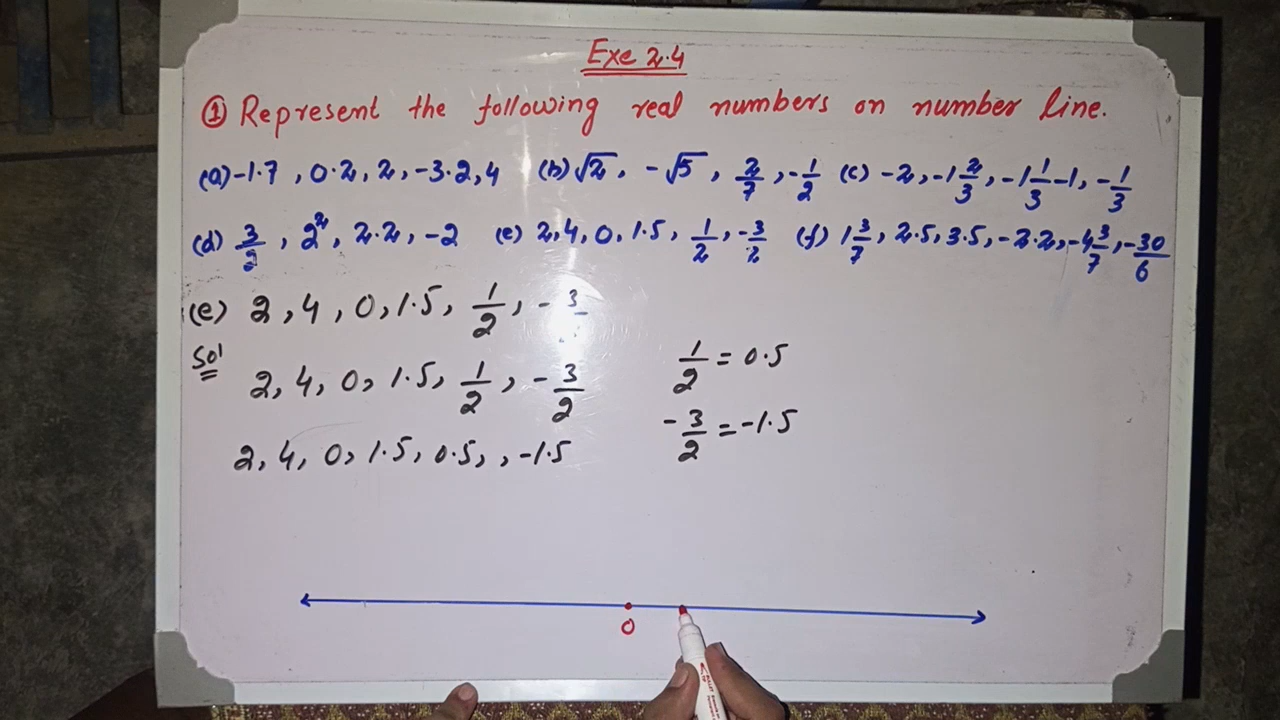 Exe 2.4
① Represent the following real numbers on number line.
(a) -1.7, 0.2, 2, -3.2, 4 (b) √2, -√5, 2/7, -1/2 (c) -2, -1 2/3, -1 1/3 -1, -1/3
(d) 3/2, 2², 2.2, -2 (e) 2, 4, 0, 1.5, 1/2, -3/2 (f) 1 3/7, 2.5, 3.5, -2.2, -4 3/7, -30/6
(e) 2, 4, 0, 1.5, 1/2, - 3/
Sol
2, 4, 0, 1.5, 1/2, -3/2
1/2 = 0.5
2, 4, 0, 1.5, 0.5, , -1.5
-3/2 = -1.5
0